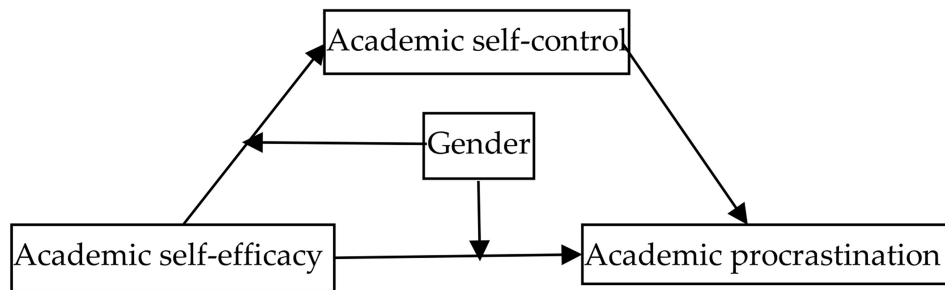 Academic self-control
Gender
Academic self-efficacy
Academic procrastination